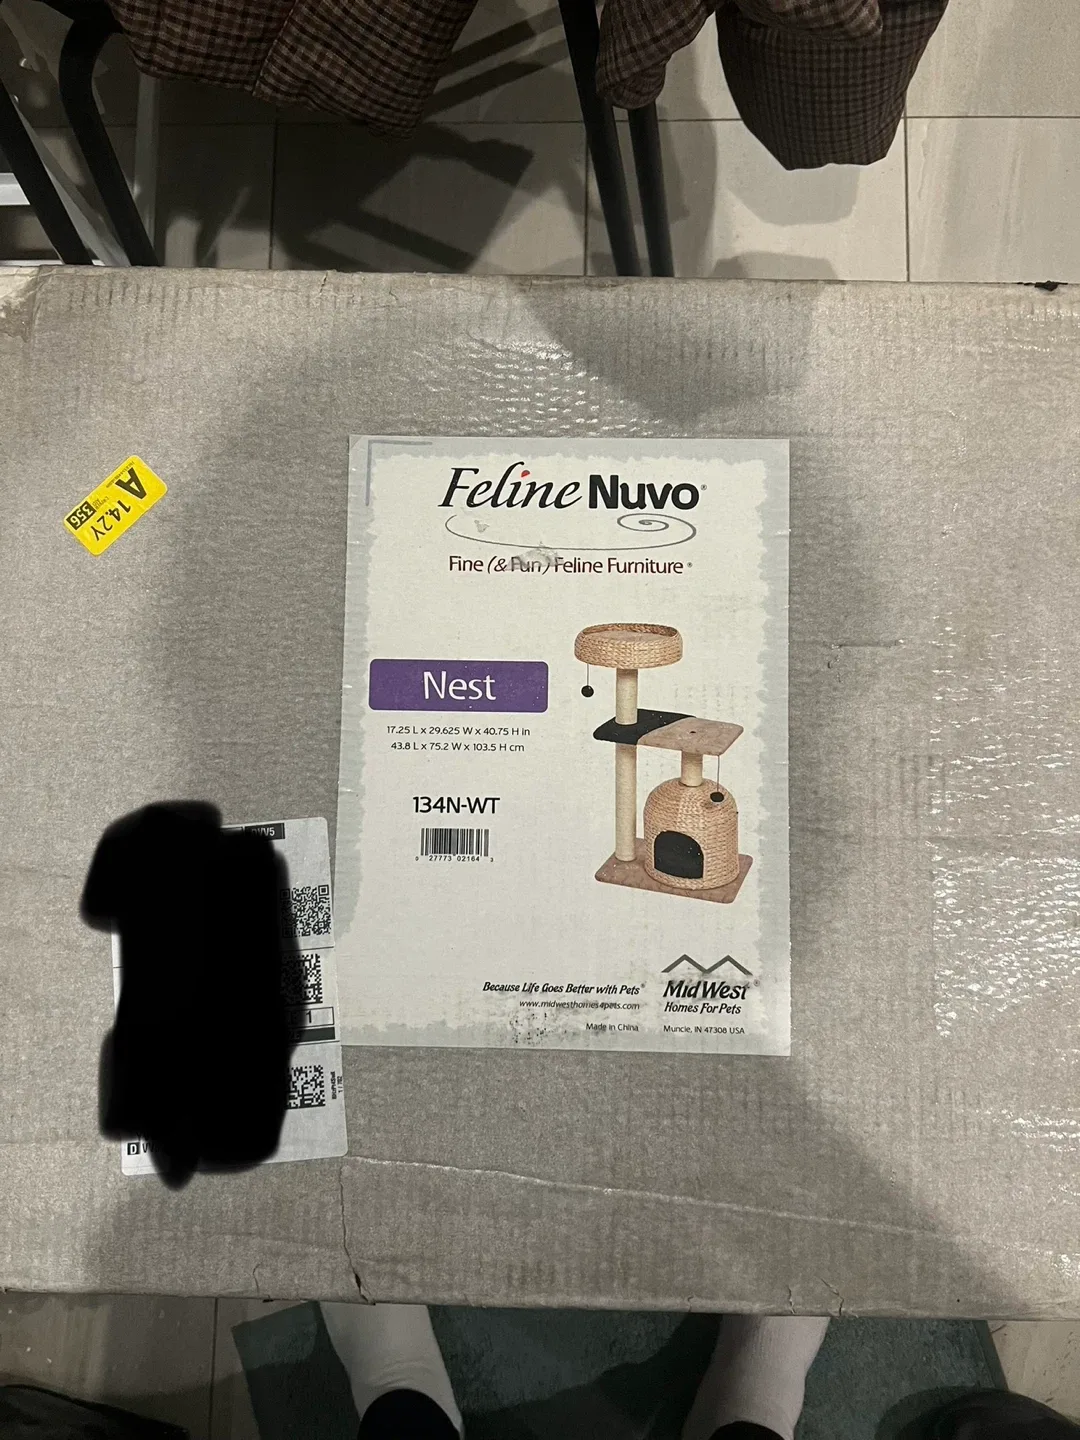 Feline Nuvo®
Fine (& Fun) Feline Furniture®
Nest
17.25 L x 29.625 W x 40.75 H in
43.8 L x 75.2 W x 103.5 H cm
134N-WT
0 27773 02164 3
Because Life Goes Better with Pets®
www.midwesthomes4pets.com
Made in China
MidWest®
Homes For Pets
Muncie, IN 47308 USA
A 14.2Y
356
1
D V